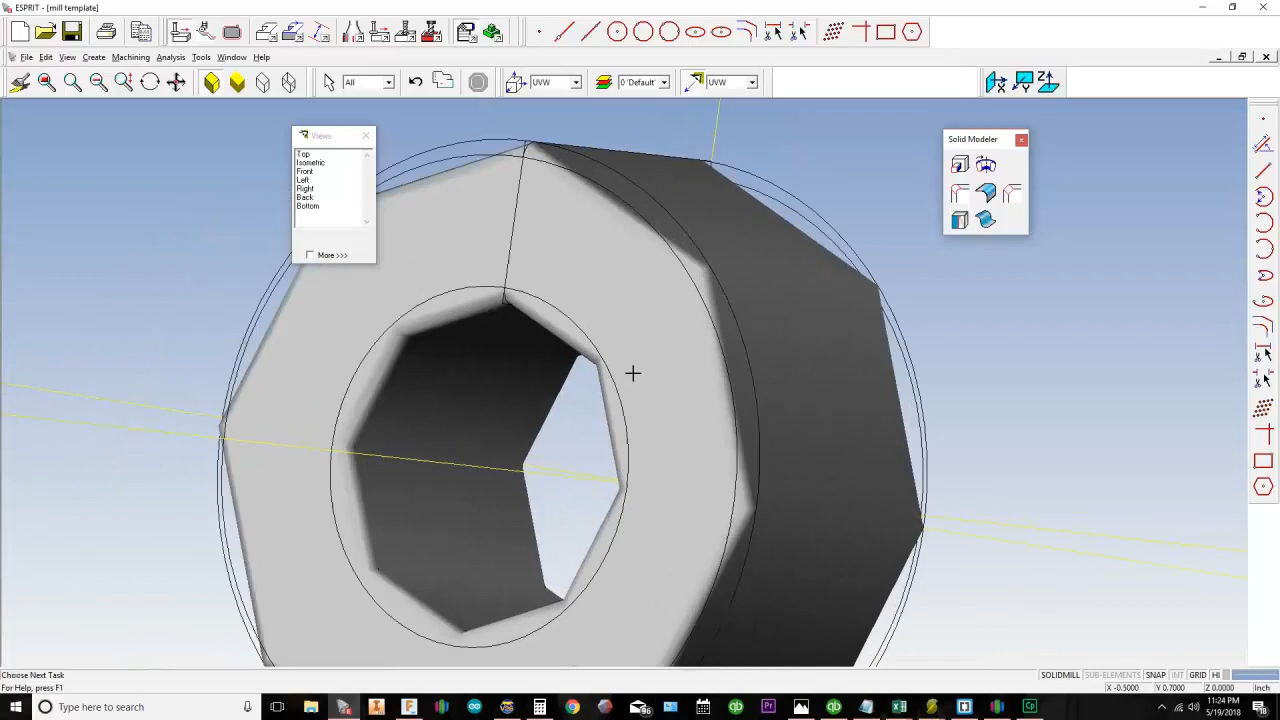 ESPRIT - [mill template]
File Edit View Create Machining Analysis Tools Window Help
All
UVW
0 'Default'
UVW
X
Y
Z
Views
Top
Isometric
Front
Left
Right
Back
Bottom
More >>>
Solid Modeler
Choose Next Task
SOLIDMILL SUB-ELEMENTS SNAP INT GRID HI
For Help, press F1
X -0.5000 Y 0.7000 Z 0.0000 Inch
Type here to search
11:24 PM
5/19/2018